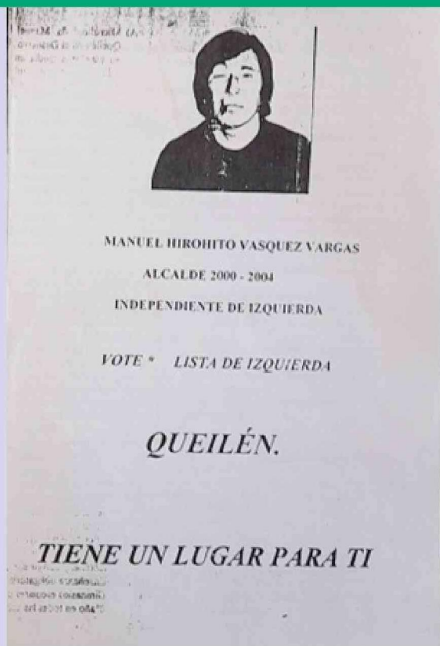 MANUEL HIROHITO VASQUEZ VARGAS
ALCALDE 2000 - 2004
INDEPENDIENTE DE IZQUIERDA
VOTE * LISTA DE IZQUIERDA
QUEILÉN.
TIENE UN LUGAR PARA TI